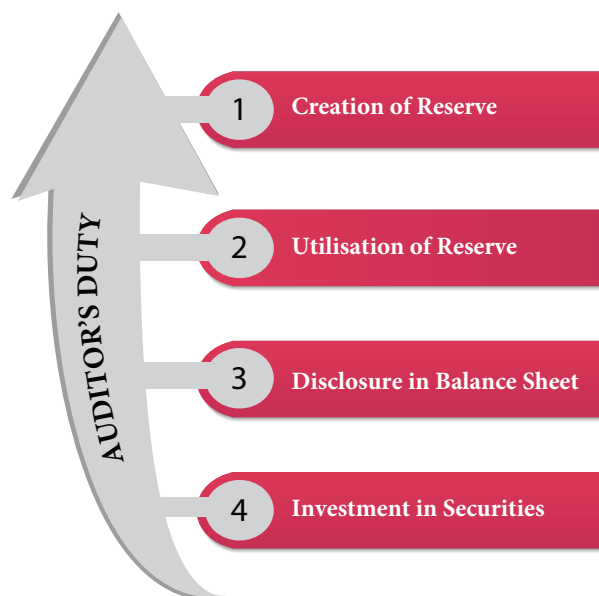 AUDITOR'S DUTY
1 Creation of Reserve
2 Utilisation of Reserve
3 Disclosure in Balance Sheet
4 Investment in Securities